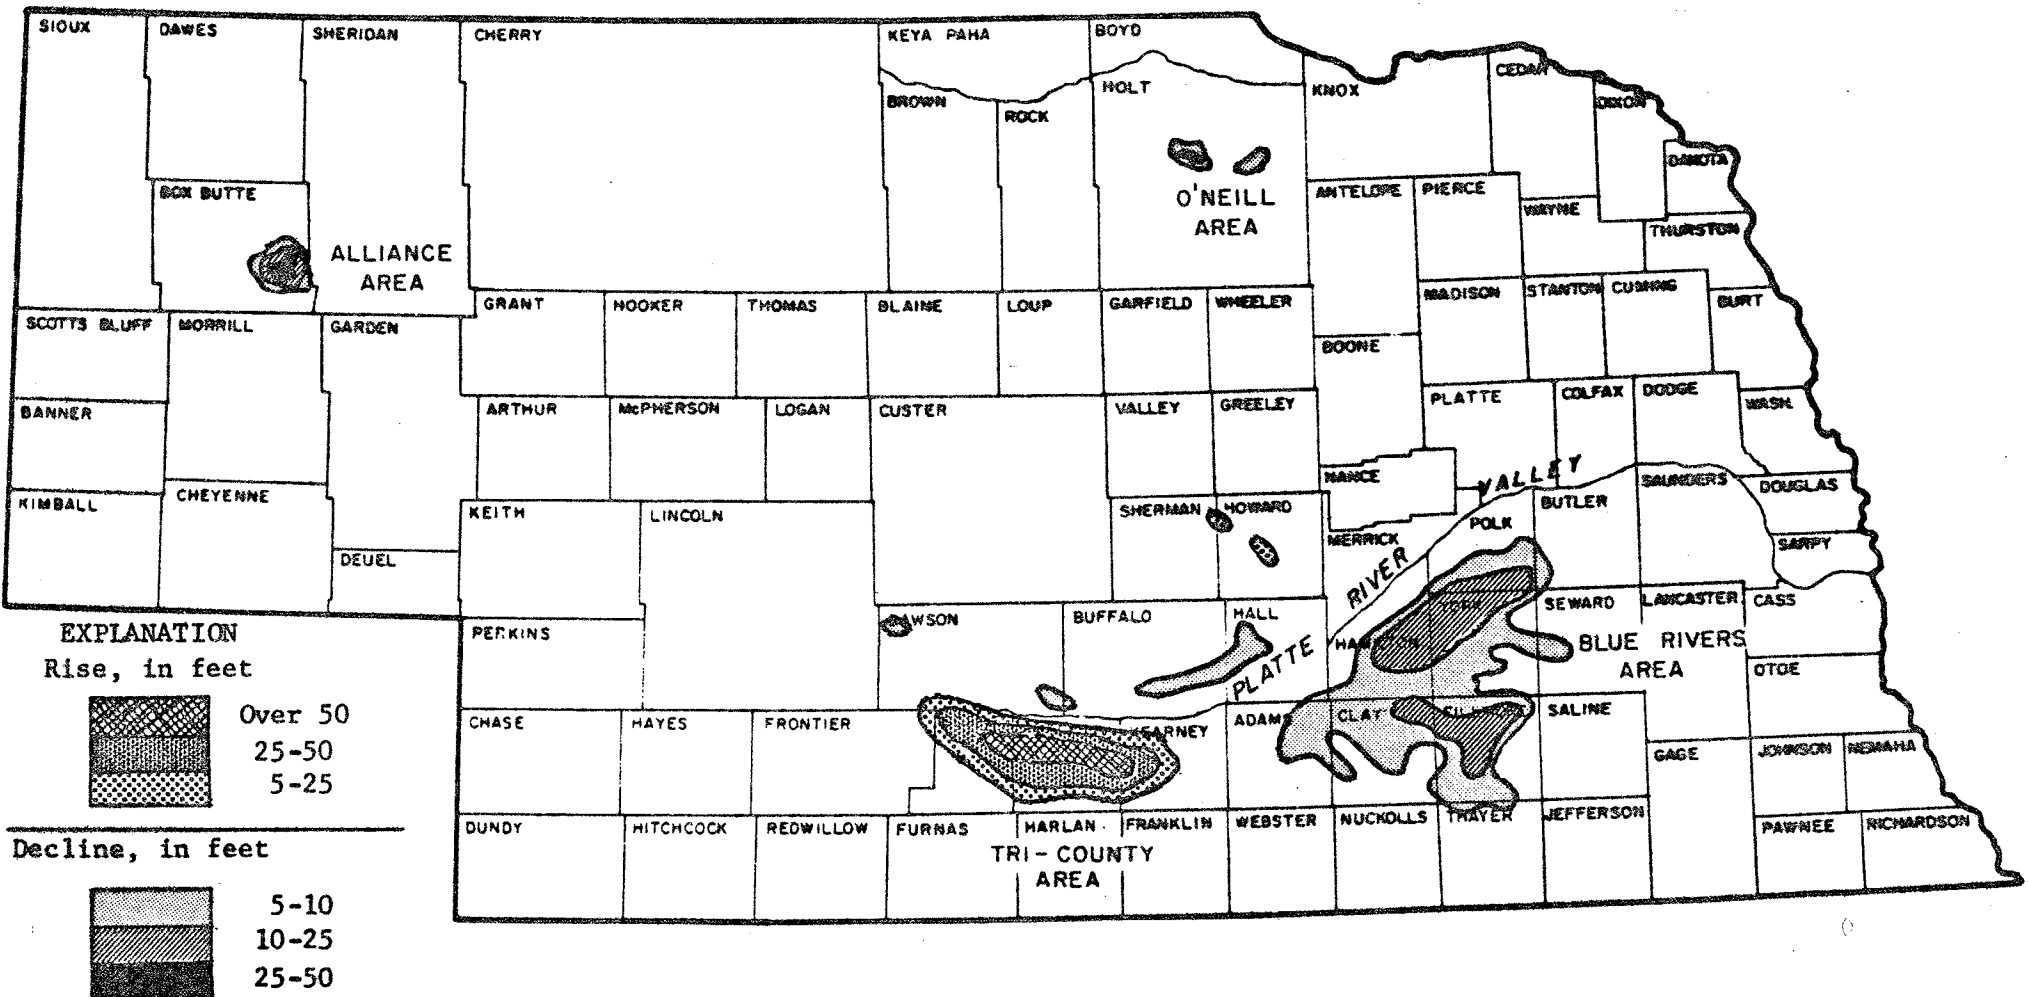 SIOUX
DAWES
SHERIDAN
CHERRY
KEYA PAHA
BOYD
BROWN
ROCK
HOLT
KNOX
CEDAR
DIXON
DAKOTA
BOX BUTTE
O'NEILL
AREA
ANTELOPE
PIERCE
WAYNE
THURSTON
ALLIANCE
AREA
GRANT
HOOKER
THOMAS
BLAINE
LOUP
GARFIELD
WHEELER
MADISON
STANTON
CUMING
BURT
SCOTTS BLUFF
MORRILL
GARDEN
BOONE
BANNER
ARTHUR
McPHERSON
LOGAN
CUSTER
VALLEY
GREELEY
PLATTE
COLFAX
DODGE
WASH.
KIMBALL
CHEYENNE
NANCE
SAUNDERS
DOUGLAS
KEITH
LINCOLN
SHERMAN
HOWARD
MERRICK
POLK
BUTLER
SARPY
PLATTE RIVER VALLEY
DEUEL
PERKINS
DAWSON
BUFFALO
HALL
HAMILTON
YORK
SEWARD
LANCASTER
CASS
BLUE RIVERS
AREA
OTOE
CHASE
HAYES
FRONTIER
KEARNEY
ADAMS
CLAY
FILLMORE
SALINE
GAGE
JOHNSON
NEMAHA
DUNDY
HITCHCOCK
REDWILLOW
FURNAS
HARLAN
FRANKLIN
WEBSTER
NUCKOLLS
THAYER
JEFFERSON
PAWNEE
RICHARDSON
TRI-COUNTY
AREA
EXPLANATION
Rise, in feet
Over 50
25-50
5-25
Decline, in feet
5-10
10-25
25-50